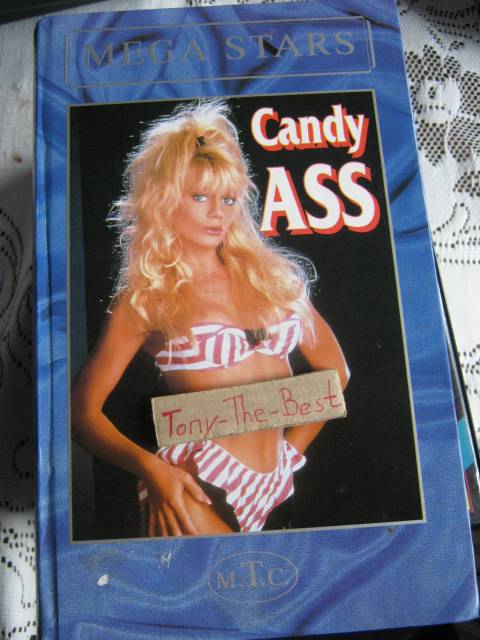 MEGA STARS
Candy
ASS
Tony-The-Best
M.T.C.